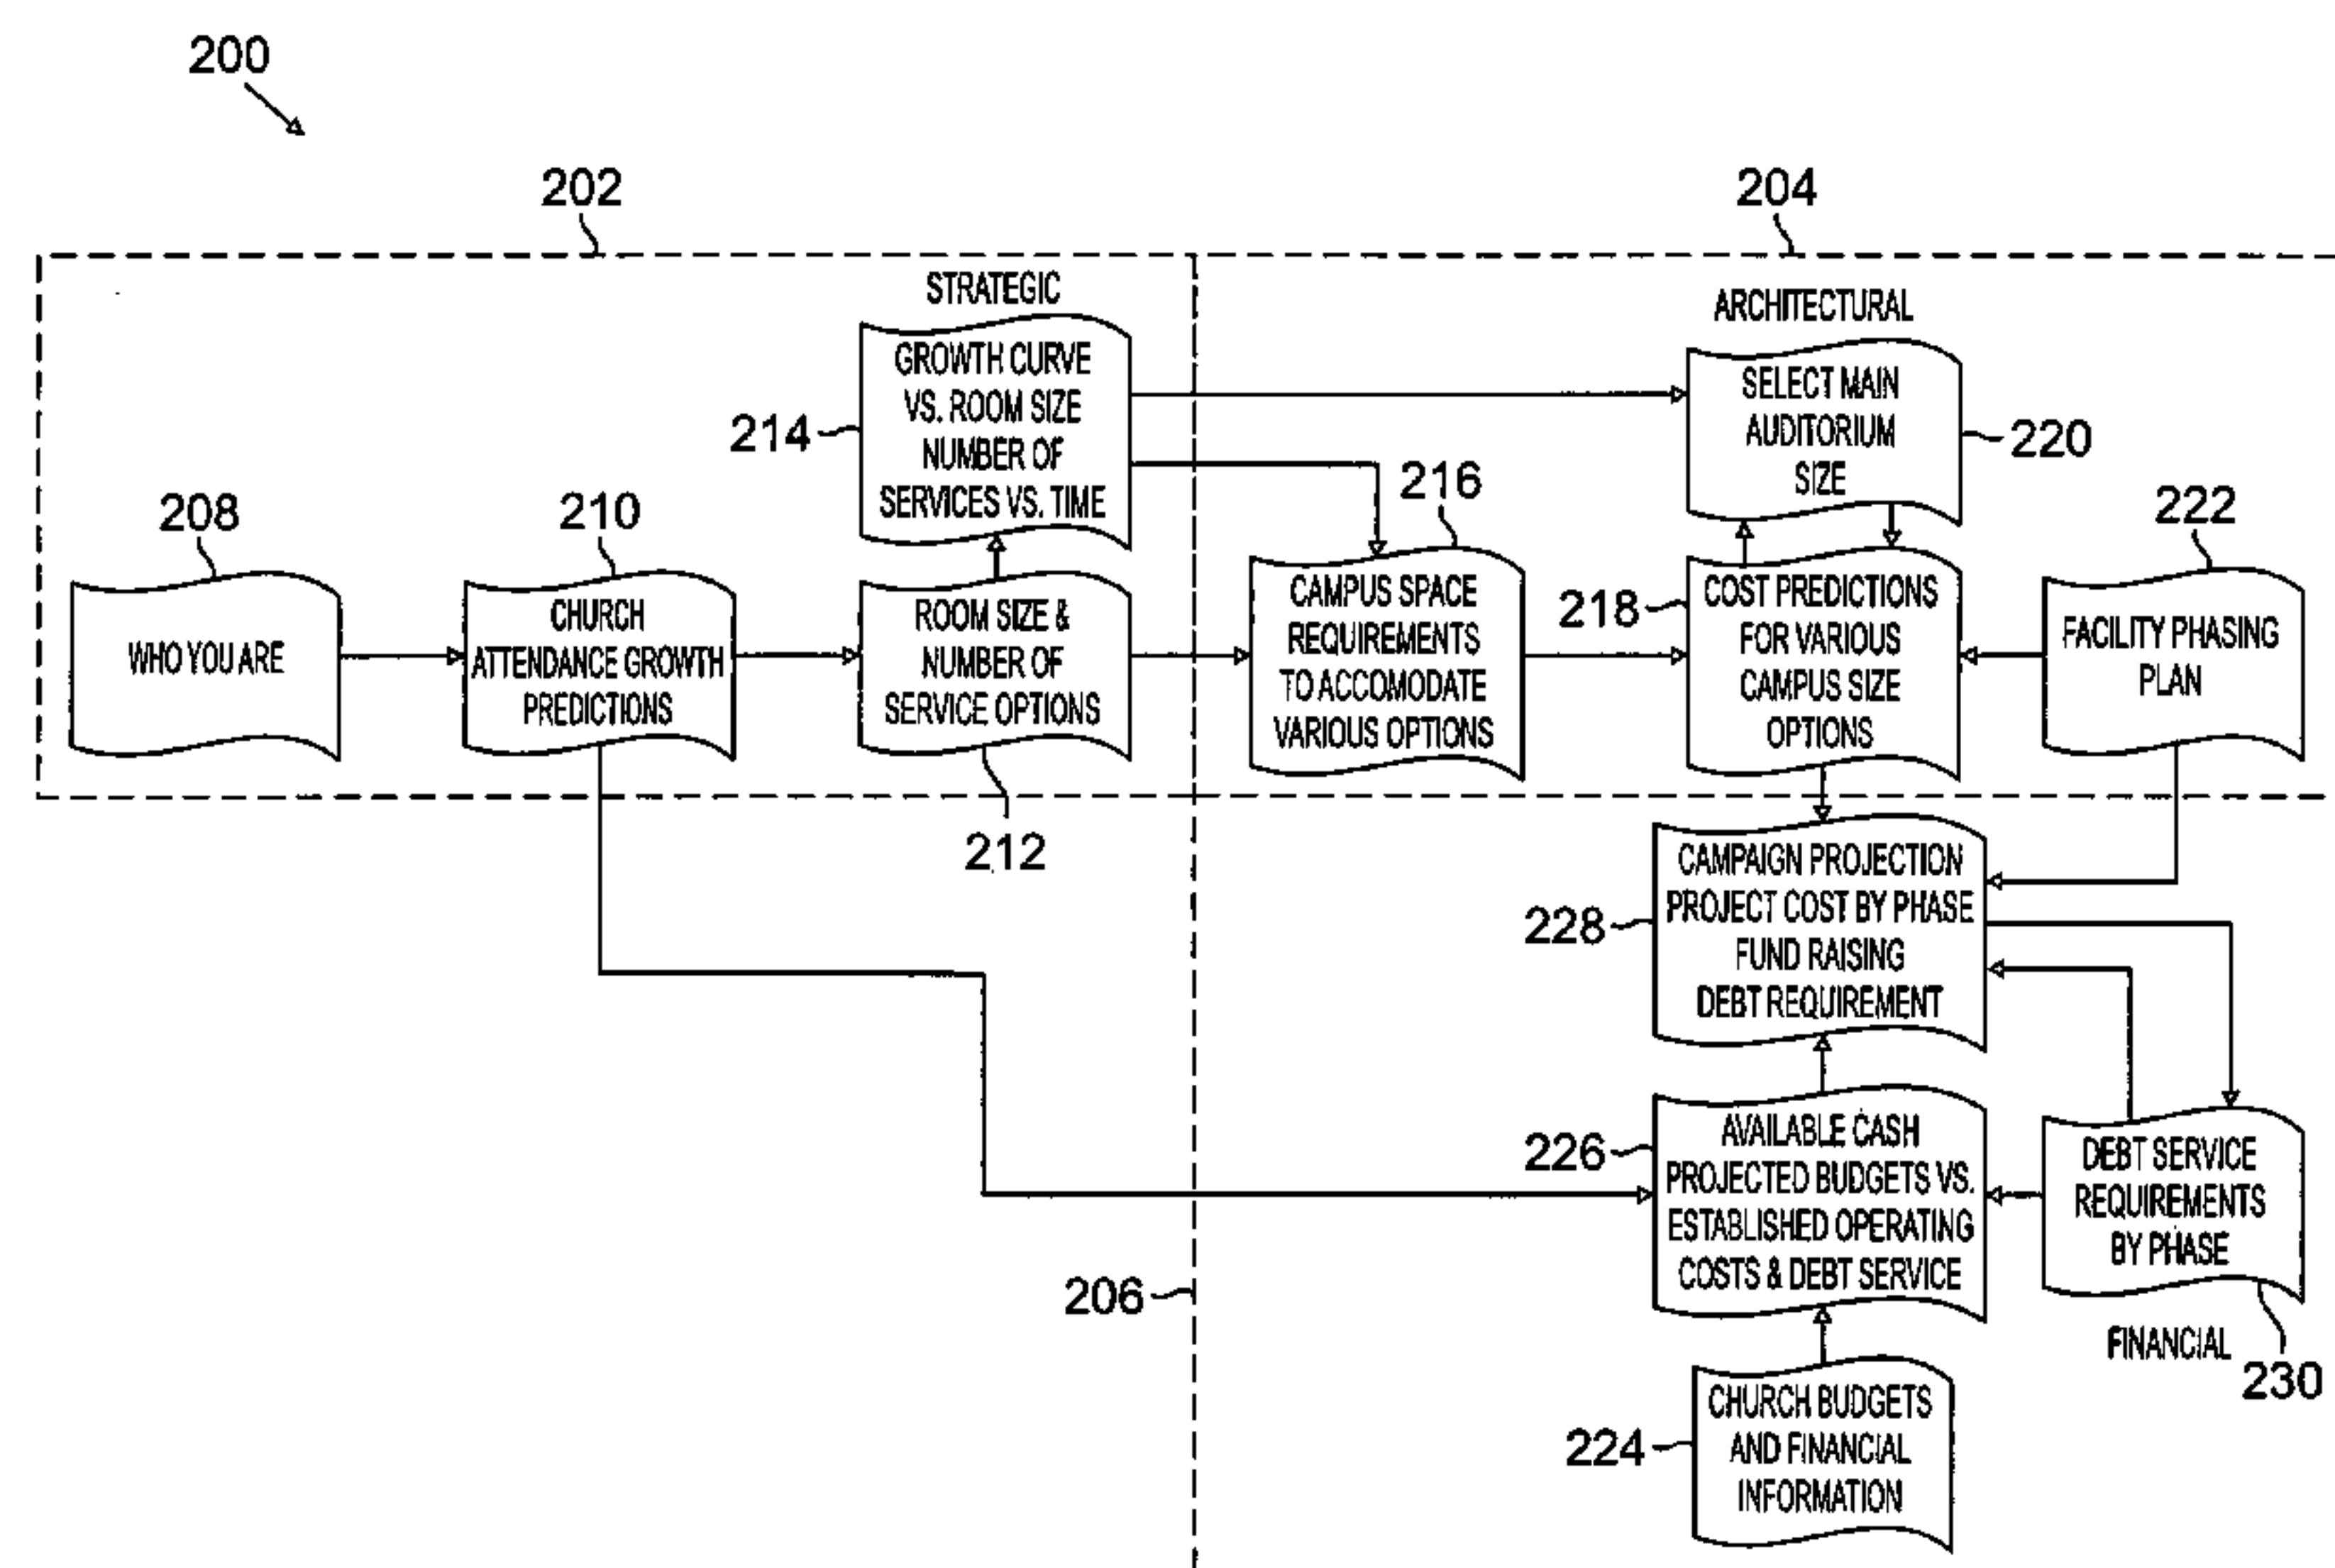 200
202
204
STRATEGIC
ARCHITECTURAL
214
GROWTH CURVE
VS. ROOM SIZE
NUMBER OF
SERVICES VS. TIME
SELECT MAIN
AUDITORIUM
SIZE
220
208
WHO YOU ARE
210
CHURCH
ATTENDANCE GROWTH
PREDICTIONS
ROOM SIZE &
NUMBER OF
SERVICE OPTIONS
212
216
CAMPUS SPACE
REQUIREMENTS
TO ACCOMODATE
VARIOUS OPTIONS
218
COST PREDICTIONS
FOR VARIOUS
CAMPUS SIZE
OPTIONS
222
FACILITY PHASING
PLAN
228
CAMPAIGN PROJECTION
PROJECT COST BY PHASE
FUND RAISING
DEBT REQUIREMENT
206
226
AVAILABLE CASH
PROJECTED BUDGETS VS.
ESTABLISHED OPERATING
COSTS & DEBT SERVICE
DEBT SERVICE
REQUIREMENTS
BY PHASE
FINANCIAL
230
224
CHURCH BUDGETS
AND FINANCIAL
INFORMATION